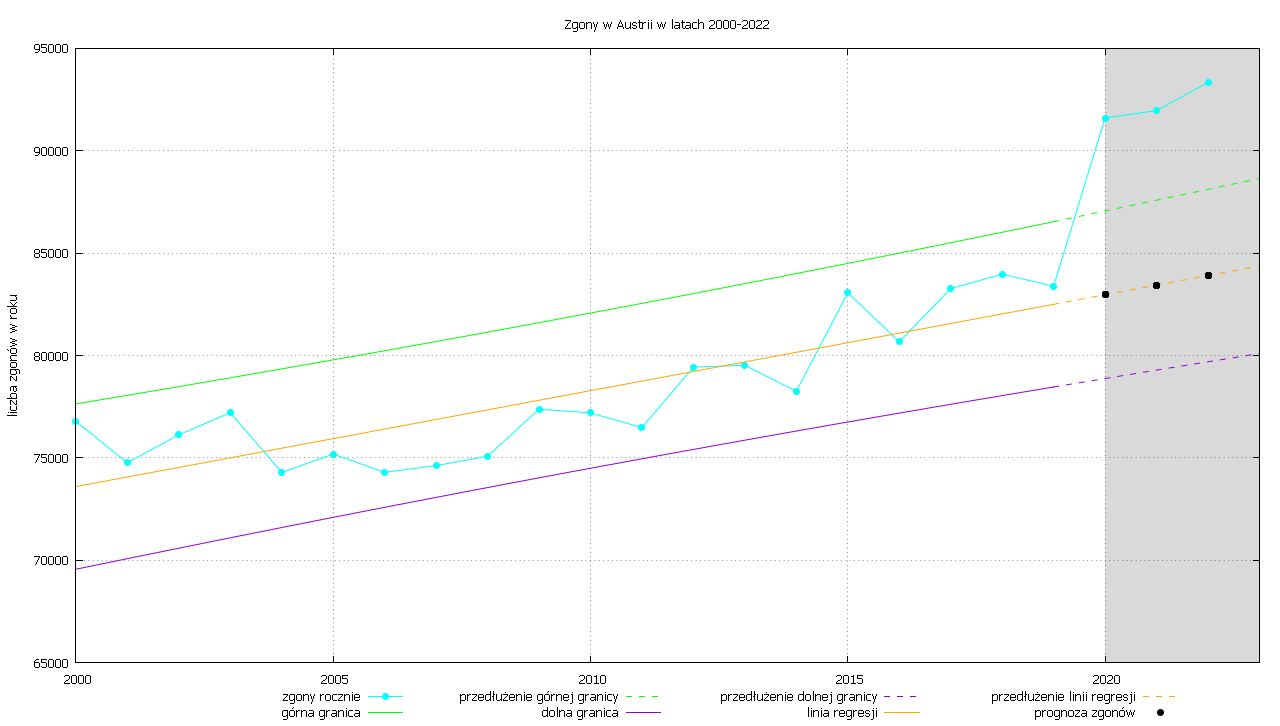 Zgony w Austrii w latach 2000-2022
95000
90000
85000
80000
75000
70000
65000
liczba zgonów w roku
2000 2005 2010 2015 2020
zgony rocznie przedłużenie górnej granicy przedłużenie dolnej granicy przedłużenie linii regresji
górna granica dolna granica linia regresji prognoza zgonów